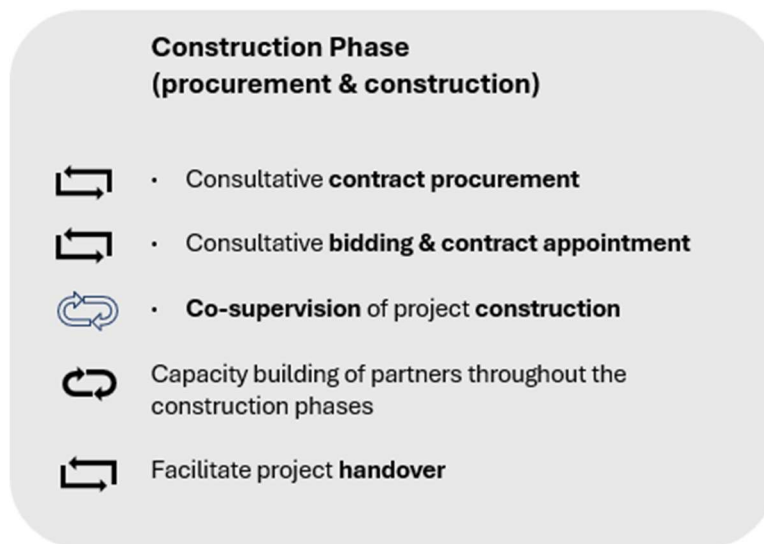 Construction Phase
(procurement & construction)
· Consultative contract procurement
· Consultative bidding & contract appointment
· Co-supervision of project construction
Capacity building of partners throughout the
construction phases
Facilitate project handover